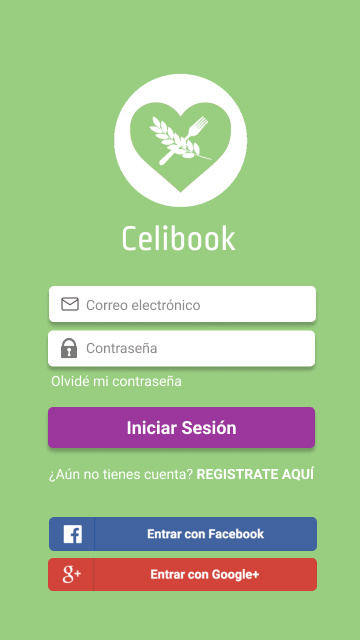 Celibook
Correo electrónico
Contraseña
Olvidé mi contraseña
Iniciar Sesión
¿Aún no tienes cuenta? REGISTRATE AQUÍ
Entrar con Facebook
Entrar con Google+